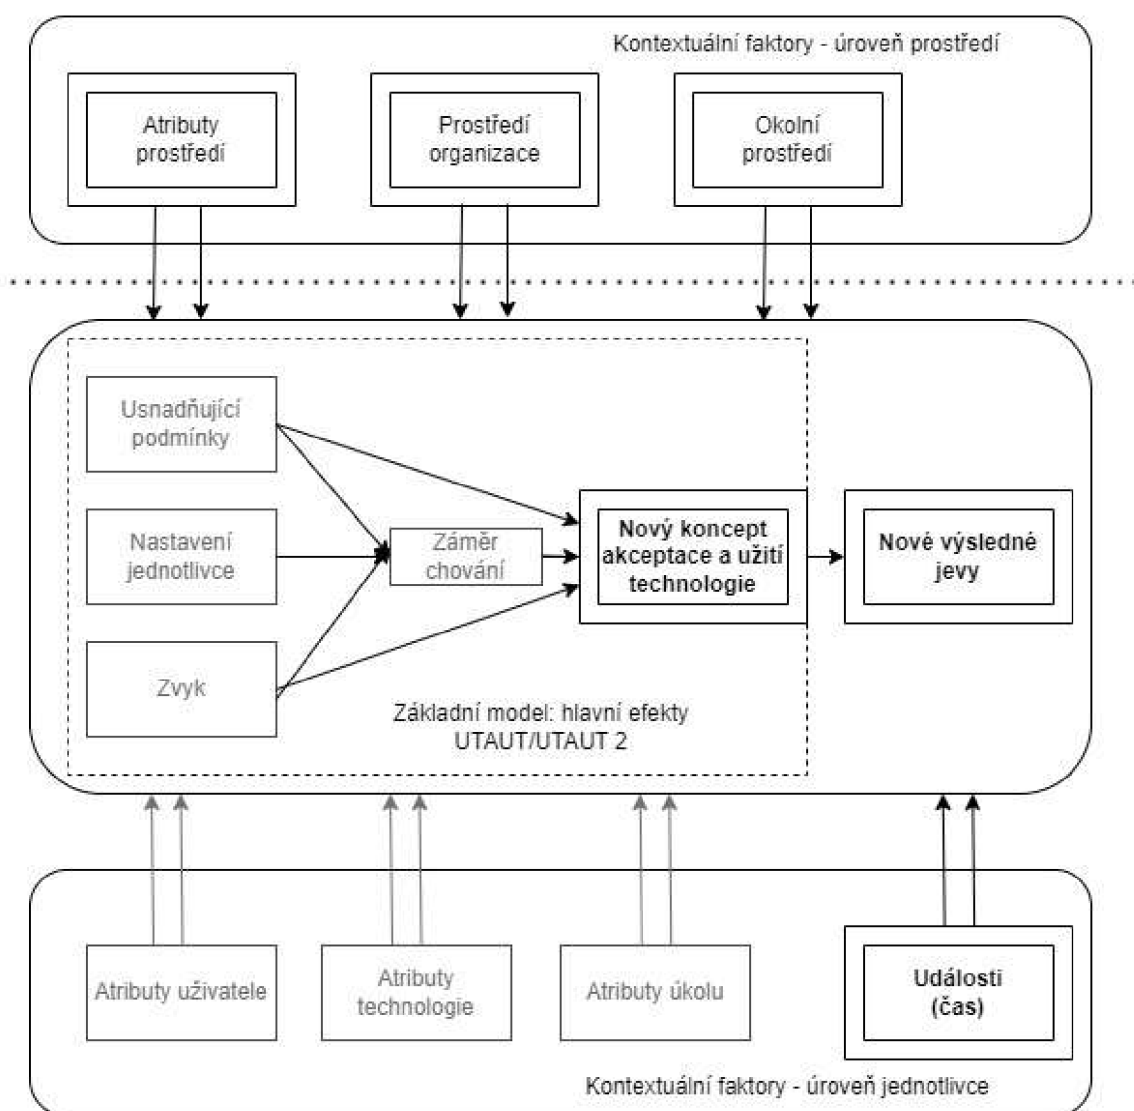 Kontextuální faktory - úroveň prostředí
Atributy
prostředí
Prostředí
organizace
Okolní
prostředí
Usnadňující
podmínky
Nastavení
jednotlivce
Zvyk
Záměr
chování
Nový koncept
akceptace a užití
technologie
Nové výsledné
jevy
Základní model: hlavní efekty
UTAUT/UTAUT 2
Atributy uživatele
Atributy
technologie
Atributy úkolu
Události
(čas)
Kontextuální faktory - úroveň jednotlivce